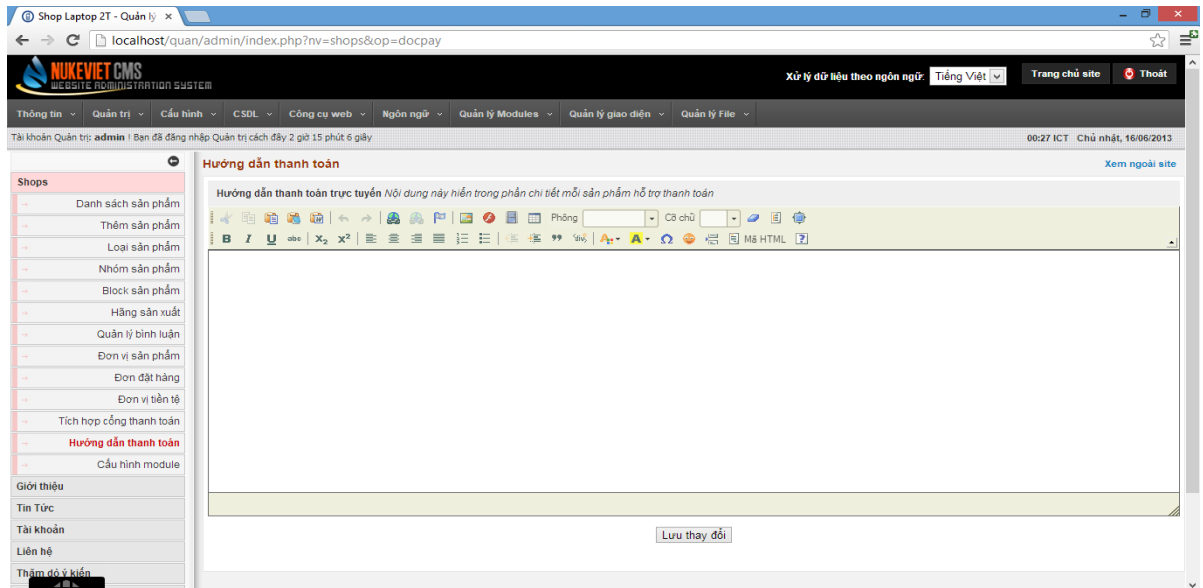 Shop Laptop 2T - Quản lý
localhost/quan/admin/index.php?nv=shops&op=docpay
NUKEVIET CMS
WEBSITE ADMINISTRATION SYSTEM
Xử lý dữ liệu theo ngôn ngữ: Tiếng Việt
Trang chủ site
Thoát
Thông tin Quản trị Cấu hình CSDL Công cụ web Ngôn ngữ Quản lý Modules Quản lý giao diện Quản lý File
Tài khoản Quản trị: admin ! Bạn đã đăng nhập Quản trị cách đây 2 giờ 15 phút 6 giây
00:27 ICT Chủ nhật, 16/06/2013
Hướng dẫn thanh toán
Xem ngoài site
Shops
Danh sách sản phẩm
Thêm sản phẩm
Loại sản phẩm
Nhóm sản phẩm
Block sản phẩm
Hãng sản xuất
Quản lý bình luận
Đơn vị sản phẩm
Đơn đặt hàng
Đơn vị tiền tệ
Tích hợp cổng thanh toán
Hướng dẫn thanh toán
Cấu hình module
Giới thiệu
Tin Tức
Tài khoản
Liên hệ
Thăm dò ý kiến
Hướng dẫn thanh toán trực tuyến Nội dung này hiển trong phần chi tiết mỗi sản phẩm hỗ trợ thanh toán
Phông Cỡ chữ
B I U abc X₂ X² div A A Ω Mã HTML ?
Lưu thay đổi